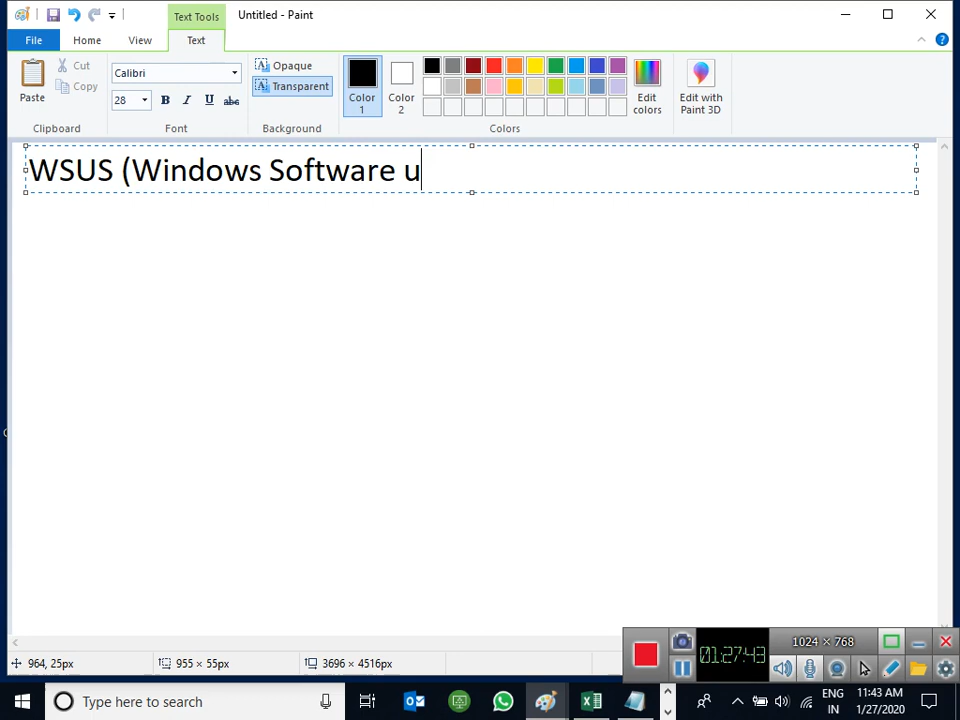 Text Tools
Untitled - Paint
File
Home
View
Text
Paste
Cut
Copy
Clipboard
Calibri
28
B
I
U
abc
Font
Opaque
Transparent
Background
Color 1
Color 2
Edit colors
Colors
Edit with Paint 3D
WSUS (Windows Software u
964, 25px
955 × 55px
3696 × 4516px
01:27:43
1024 × 768
Type here to search
ENG
IN
11:43 AM
1/27/2020